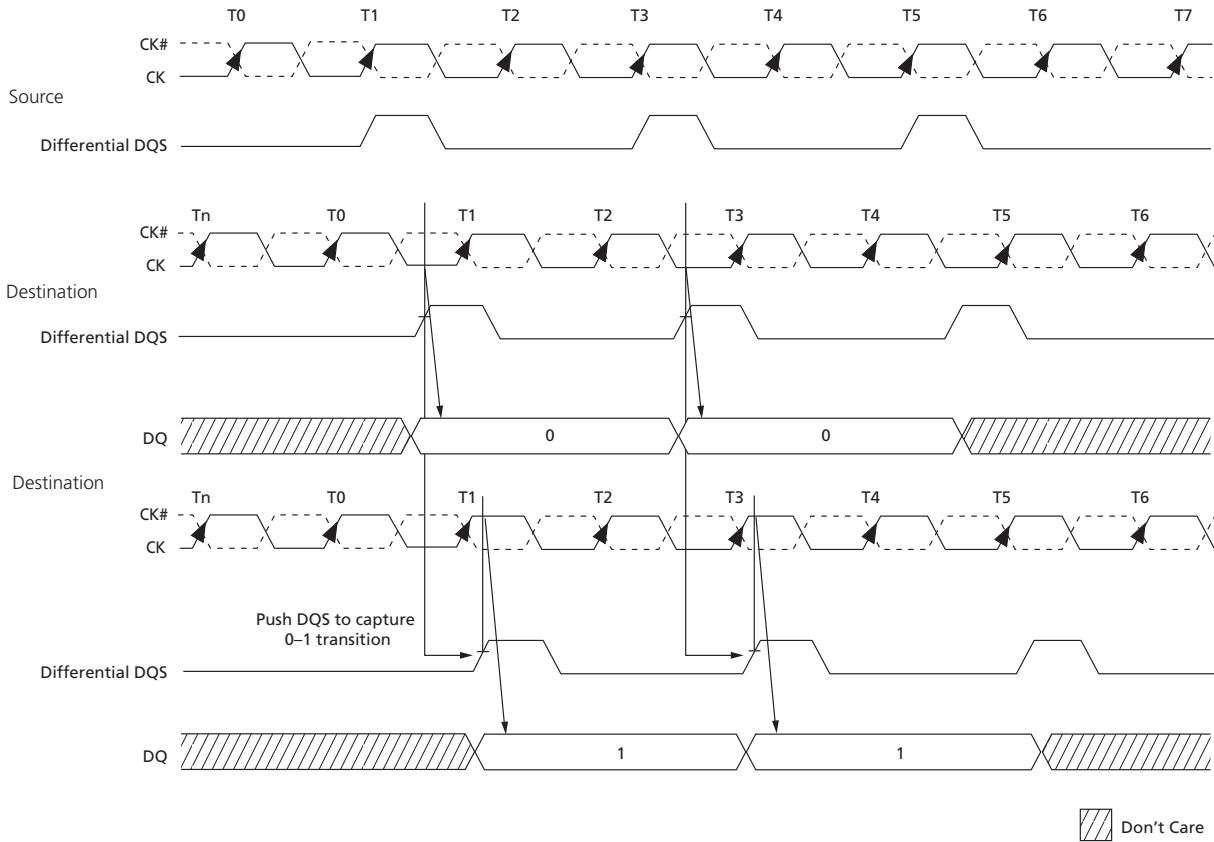 T0 T1 T2 T3 T4 T5 T6 T7
CK#
CK
Source
Differential DQS
Tn T0 T1 T2 T3 T4 T5 T6
CK#
CK
Destination
Differential DQS
DQ 0 0
Destination
Tn T0 T1 T2 T3 T4 T5 T6
CK#
CK
Push DQS to capture
0–1 transition
Differential DQS
DQ 1 1
Don't Care